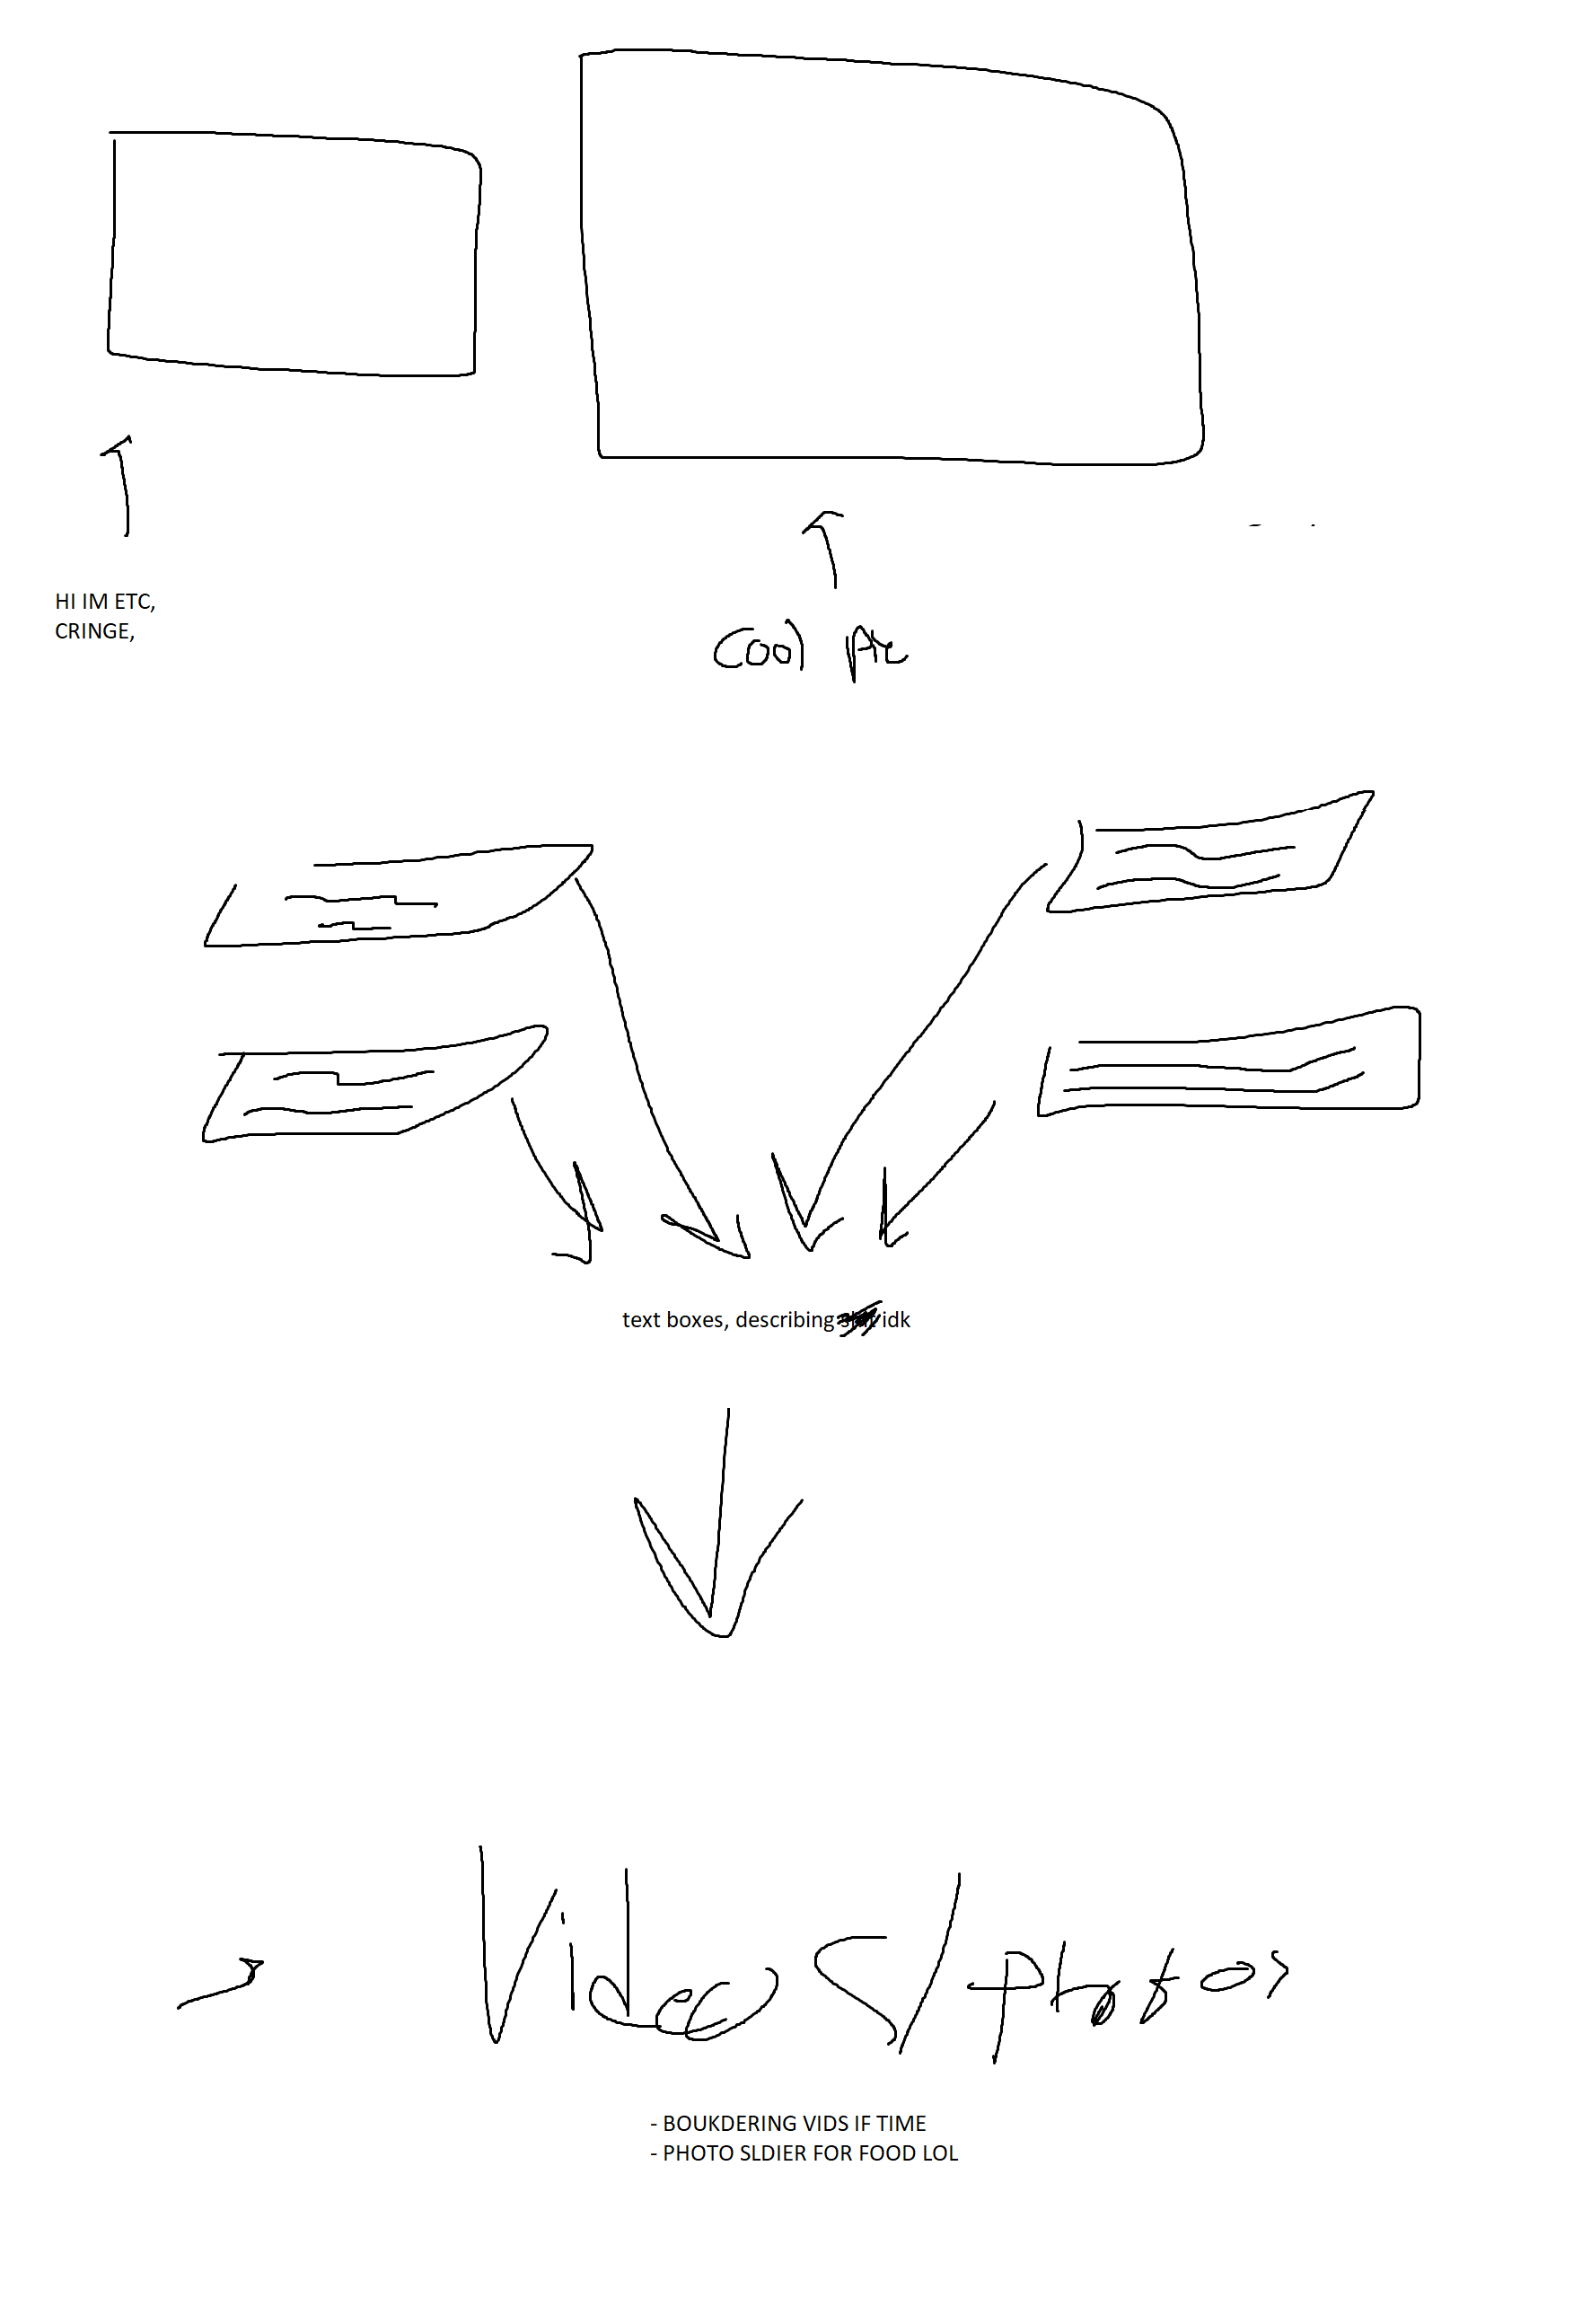 HI IM ETC,
CRINGE,
Cool pic
text boxes, describing idk
Videos/photos
- BOUKDERING VIDS IF TIME
- PHOTO SLDIER FOR FOOD LOL